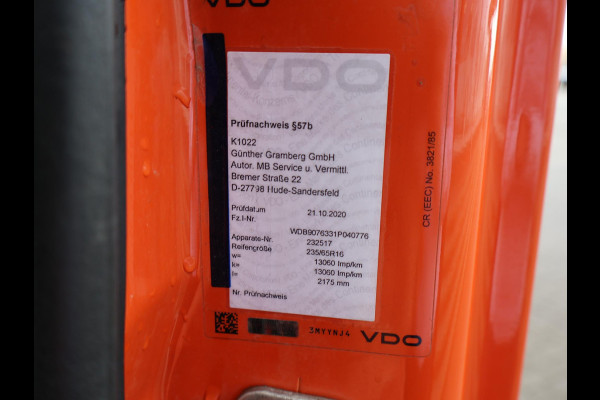 VDO
VDO
Prüfnachweis §57b
K1022
Günther Gramberg GmbH
Autor. MB Service u. Vermittl.
Bremer Straße 22
D-27798 Hude-Sandersfeld
Prüfdatum 21.10.2020
Fz.I-Nr.
WDB9076331P040776
Apparate-Nr. 232517
Reifengröße 235/65R16
w= 13060 Imp/km
k= 13060 Imp/km
l= 2175 mm
Nr. Prüfnachweis
CR (EEC) No. 3821/85
3MYYNJ4 VDO